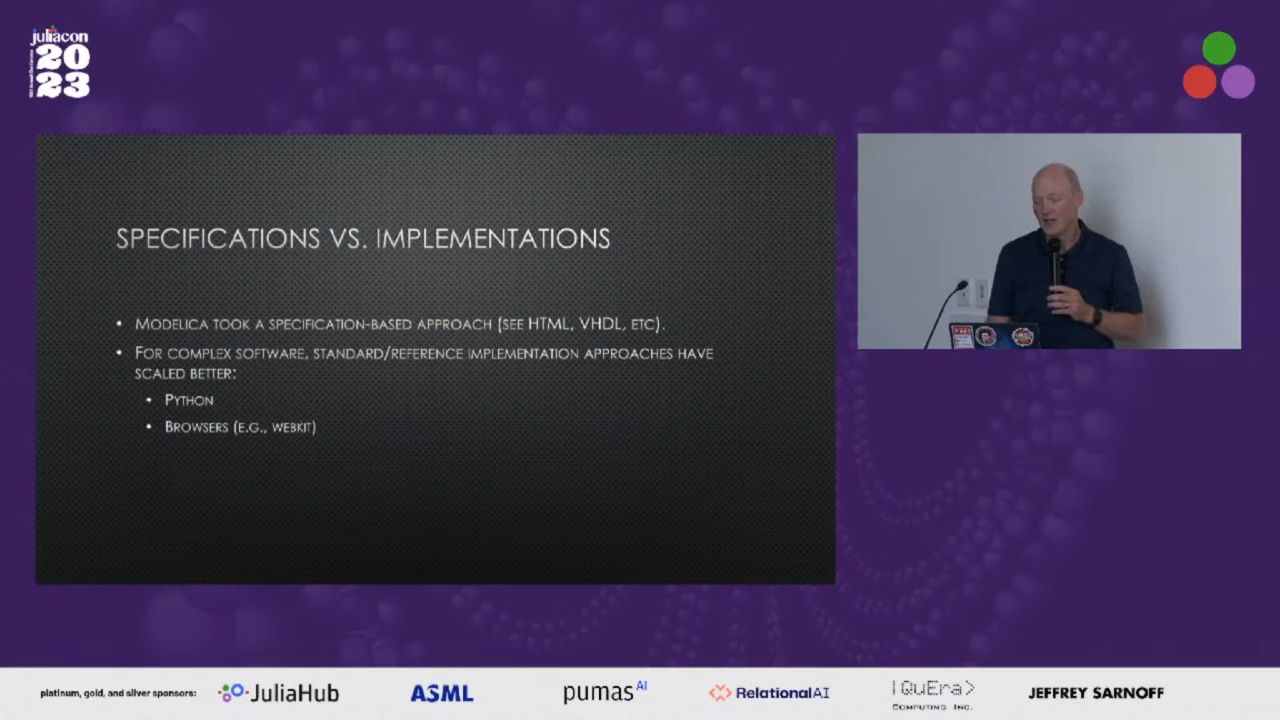 juliacon
20
23
SPECIFICATIONS VS. IMPLEMENTATIONS
• MODELICA TOOK A SPECIFICATION-BASED APPROACH (SEE HTML, VHDL, ETC).
• FOR COMPLEX SOFTWARE, STANDARD/REFERENCE IMPLEMENTATION APPROACHES HAVE
SCALED BETTER:
• PYTHON
• BROWSERS (E.G., WEBKIT)
platinum, gold, and silver sponsors: JuliaHub ASML pumasAI RelationalAI |QuEra> COMPUTING INC. JEFFREY SARNOFF